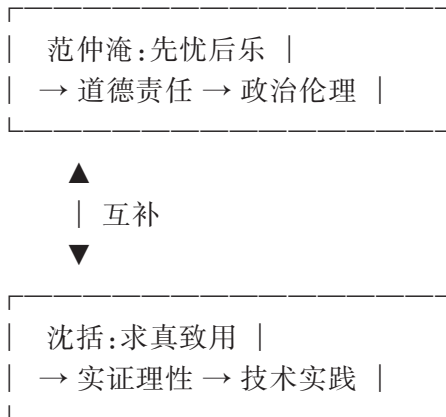 范仲淹:先忧后乐
→ 道德责任 → 政治伦理
互补
沈括:求真致用
→ 实证理性 → 技术实践